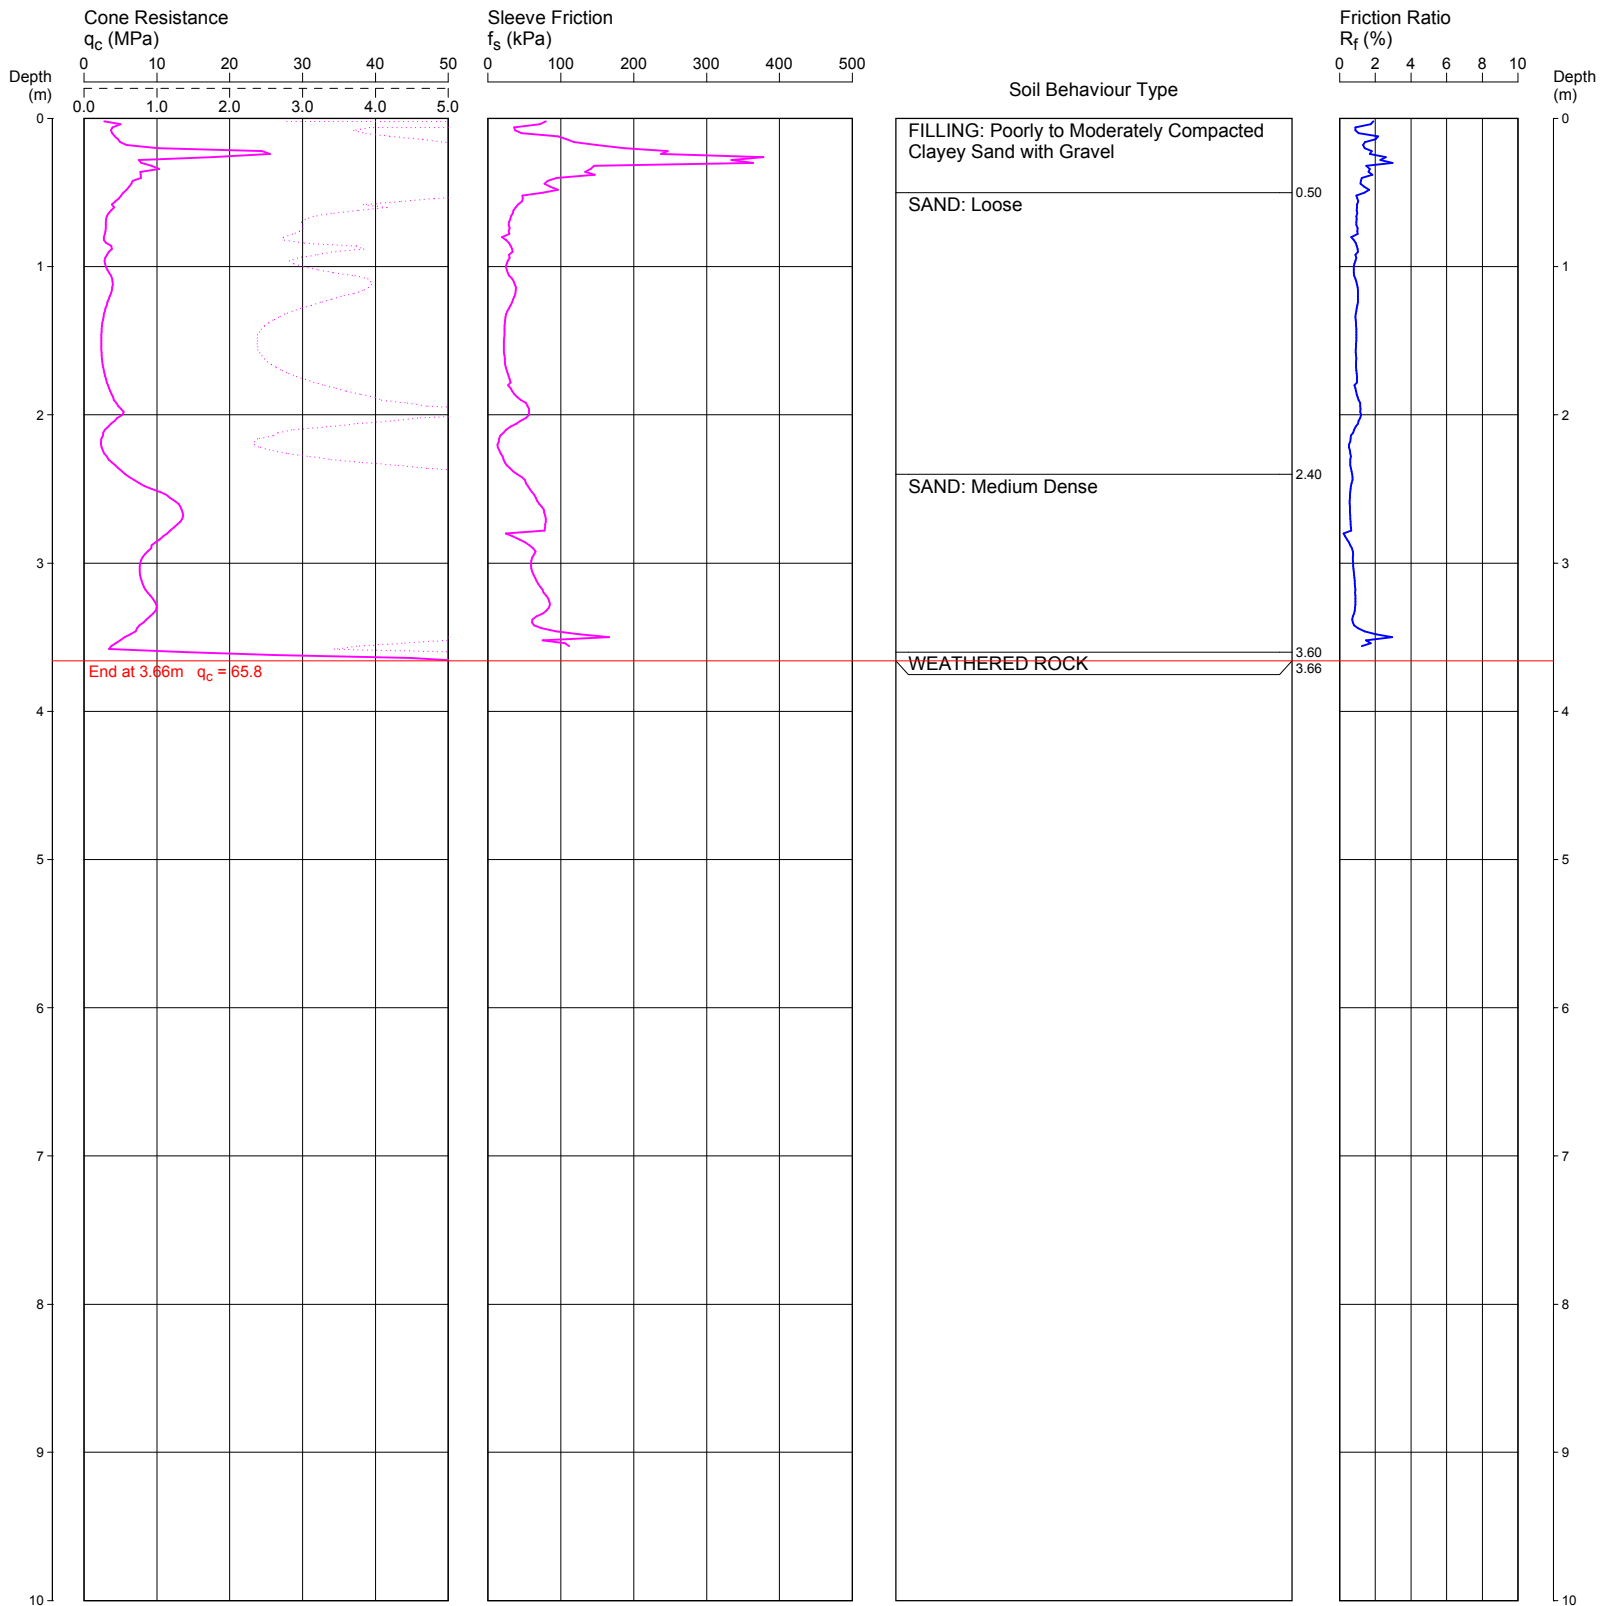 Cone Resistance
q_c (MPa)
Sleeve Friction
f_s (kPa)
Friction Ratio
R_f (%)
0 10 20 30 40 50
0 100 200 300 400 500
0 2 4 6 8 10
Depth
(m)
0.0 1.0 2.0 3.0 4.0 5.0
Soil Behaviour Type
Depth
(m)
0
FILLING: Poorly to Moderately Compacted
Clayey Sand with Gravel
0
0.50
SAND: Loose
1
1
2
2
2.40
SAND: Medium Dense
3
3
3.60
WEATHERED ROCK
3.66
End at 3.66m q_c = 65.8
4
4
5
5
6
6
7
7
8
8
9
9
10
10